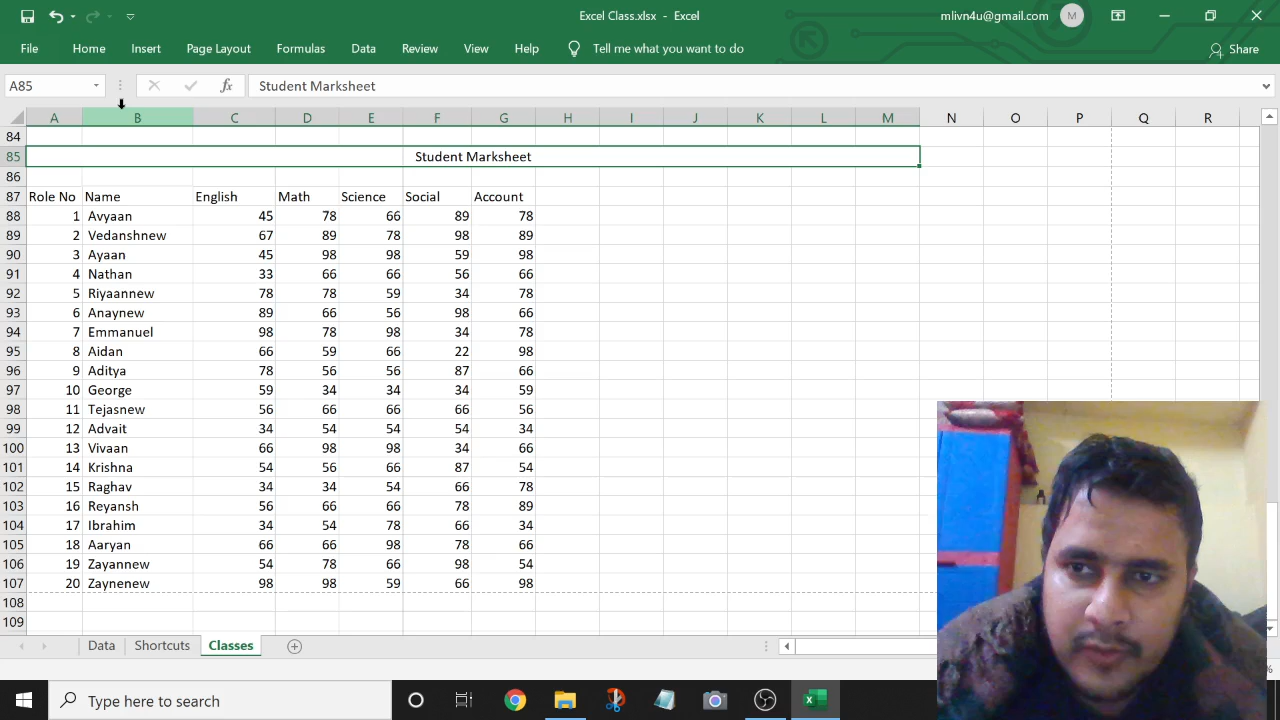 Excel Class.xlsx - Excel
mlivn4u@gmail.com M
File Home Insert Page Layout Formulas Data Review View Help Tell me what you want to do Share
A85 fx Student Marksheet
A B C D E F G H I J K L M N O P Q R
84
85 Student Marksheet
86
87 Role No Name English Math Science Social Account
88 1 Avyaan 45 78 66 89 78
89 2 Vedanshnew 67 89 78 98 89
90 3 Ayaan 45 98 98 59 98
91 4 Nathan 33 66 66 56 66
92 5 Riyaannew 78 78 59 34 78
93 6 Anaynew 89 66 56 98 66
94 7 Emmanuel 98 78 98 34 78
95 8 Aidan 66 59 66 22 98
96 9 Aditya 78 56 56 87 66
97 10 George 59 34 34 34 59
98 11 Tejasnew 56 66 66 66 56
99 12 Advait 34 54 54 54 34
100 13 Vivaan 66 98 98 34 66
101 14 Krishna 54 56 66 87 54
102 15 Raghav 34 34 54 66 78
103 16 Reyansh 56 66 66 78 89
104 17 Ibrahim 34 54 78 66 34
105 18 Aaryan 66 66 98 78 66
106 19 Zayannew 54 78 66 98 54
107 20 Zaynenew 98 98 59 66 98
108
109
Data Shortcuts Classes
%
Type here to search